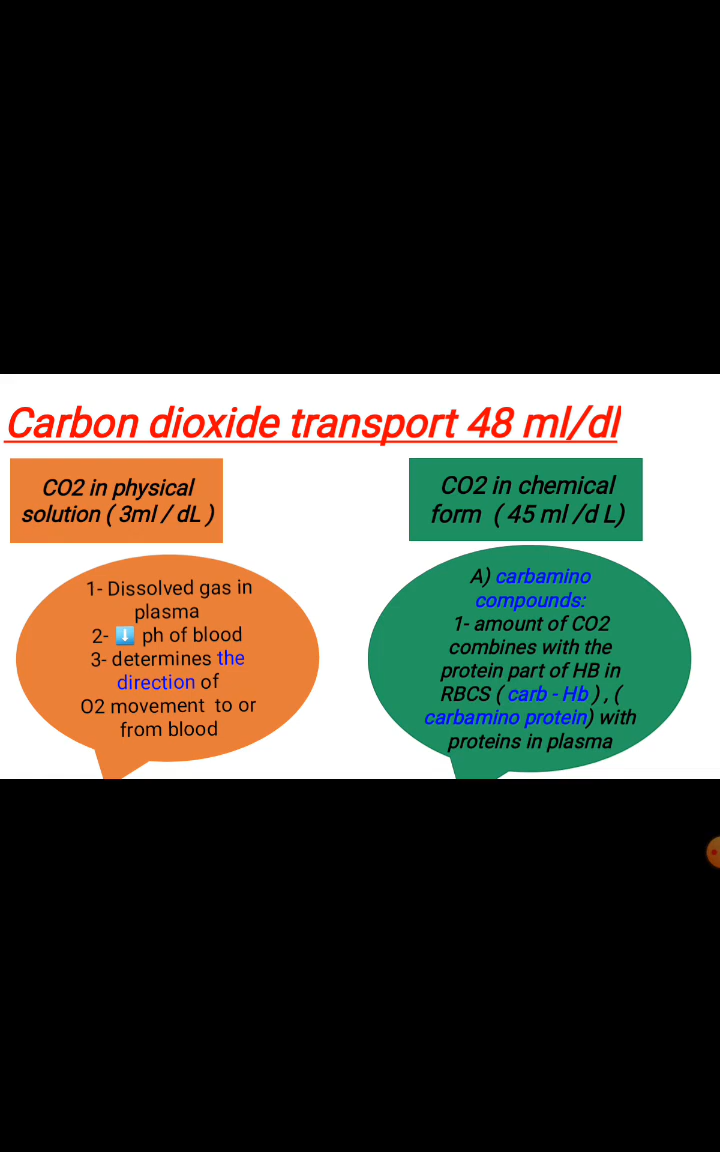 Carbon dioxide transport 48 ml/dl
CO2 in physical
solution ( 3ml / dL )
1- Dissolved gas in
plasma
2- ⬇️ ph of blood
3- determines the
direction of
O2 movement to or
from blood
CO2 in chemical
form ( 45 ml /d L)
A) carbamino
compounds:
1- amount of CO2
combines with the
protein part of HB in
RBCS ( carb - Hb ) , (
carbamino protein) with
proteins in plasma